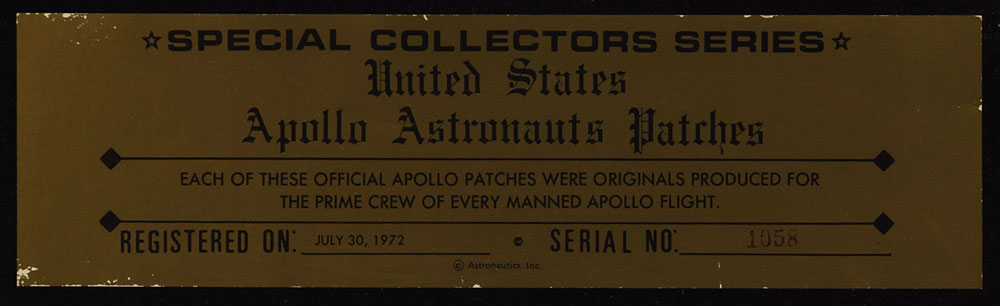 ☆SPECIAL COLLECTORS SERIES☆
United States
Apollo Astronauts Patches
EACH OF THESE OFFICIAL APOLLO PATCHES WERE ORIGINALS PRODUCED FOR
THE PRIME CREW OF EVERY MANNED APOLLO FLIGHT.
REGISTERED ON: JULY 30, 1972 © SERIAL NO: 1058
© Astronautics Inc.